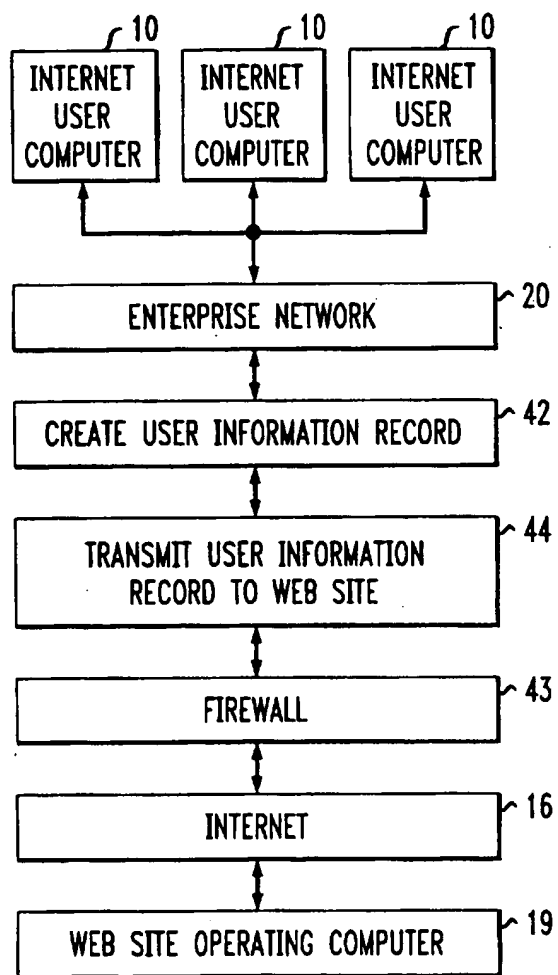 10 10 10
INTERNET INTERNET INTERNET
USER USER USER
COMPUTER COMPUTER COMPUTER
20
ENTERPRISE NETWORK
42
CREATE USER INFORMATION RECORD
44
TRANSMIT USER INFORMATION
RECORD TO WEB SITE
43
FIREWALL
16
INTERNET
19
WEB SITE OPERATING COMPUTER